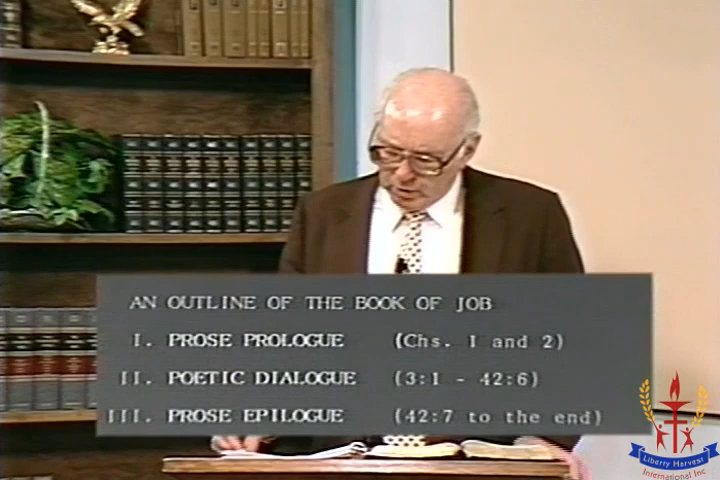 AN OUTLINE OF THE BOOK OF JOB
I. PROSE PROLOGUE (Chs. 1 and 2)
II. POETIC DIALOGUE (3:1 - 42:6)
III. PROSE EPILOGUE (42:7 to the end)
Liberty Harvest
International Inc